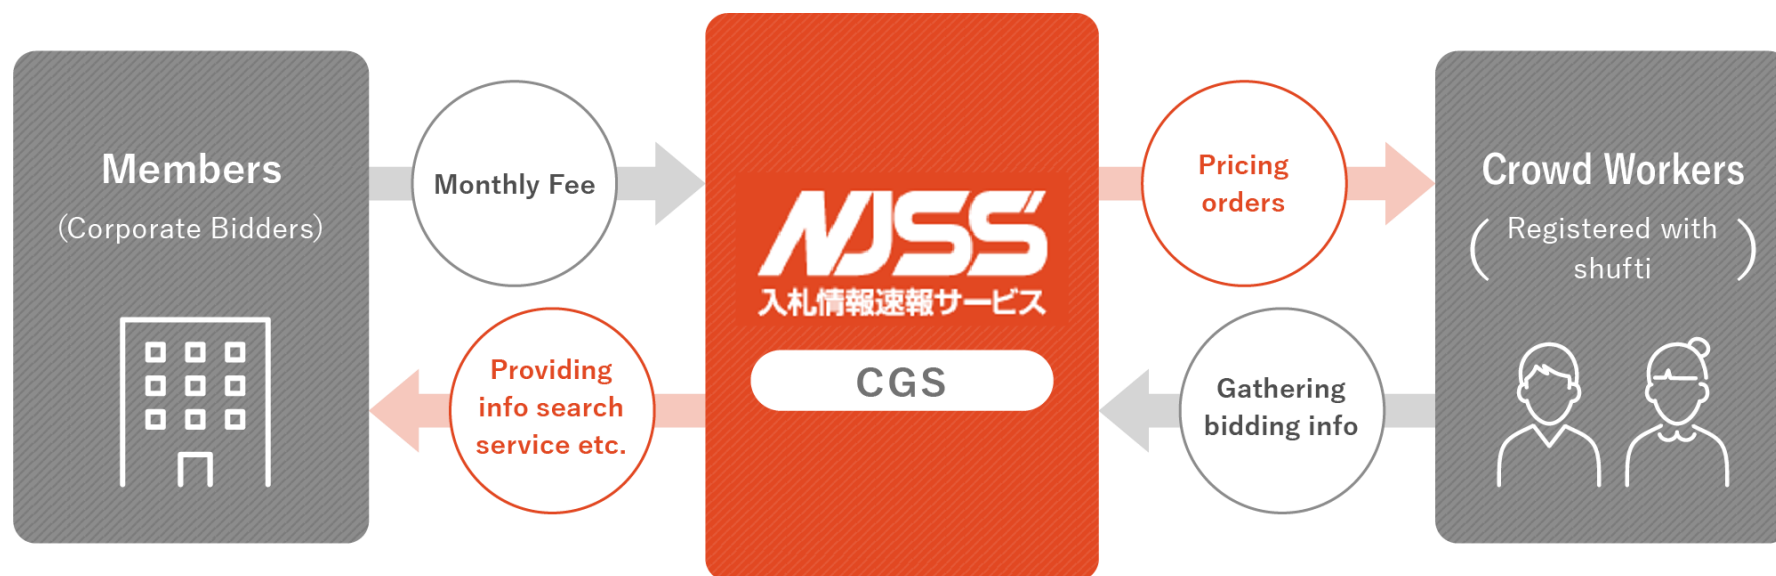 Members
(Corporate Bidders)
Monthly Fee
Providing
info search
service etc.
NJSS
入札情報速報サービス
CGS
Pricing
orders
Gathering
bidding info
Crowd Workers
(Registered with
shufti)